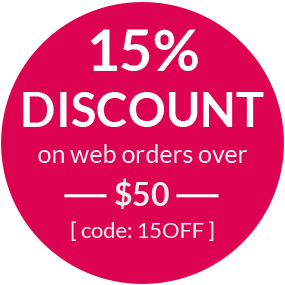 15%
DISCOUNT
on web orders over
— $50 —
[ code: 15OFF ]